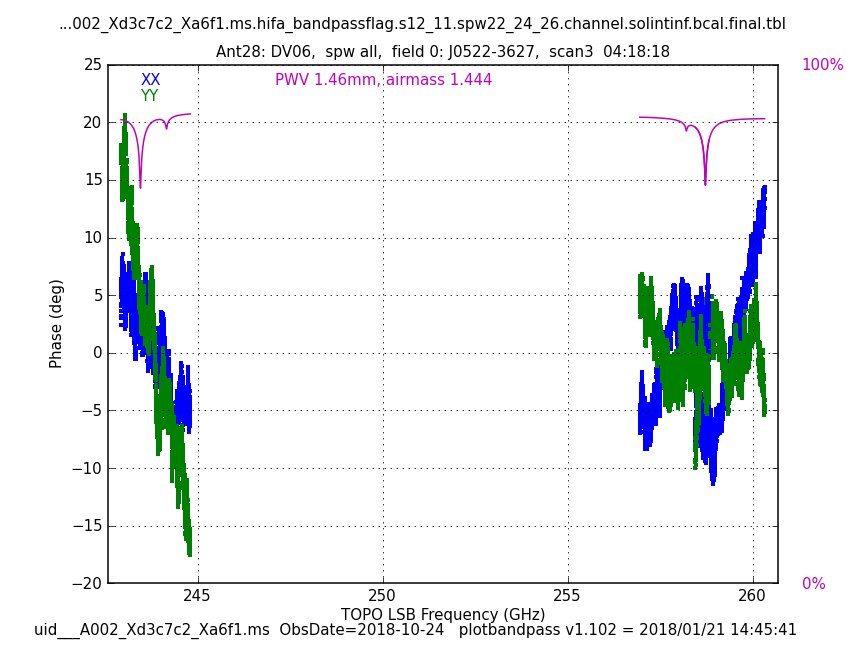 ...002_Xd3c7c2_Xa6f1.ms.hifa_bandpassflag.s12_11.spw22_24_26.channel.solintinf.bcal.final.tbl
Ant28: DV06,  spw all,  field 0: J0522-3627,  scan3  04:18:18
XX
YY
PWV 1.46mm, airmass 1.444
100%
0%
Phase (deg)
25
20
15
10
5
0
−5
−10
−15
−20
245
250
255
260
TOPO LSB Frequency (GHz)
uid___A002_Xd3c7c2_Xa6f1.ms  ObsDate=2018-10-24   plotbandpass v1.102 = 2018/01/21 14:45:41